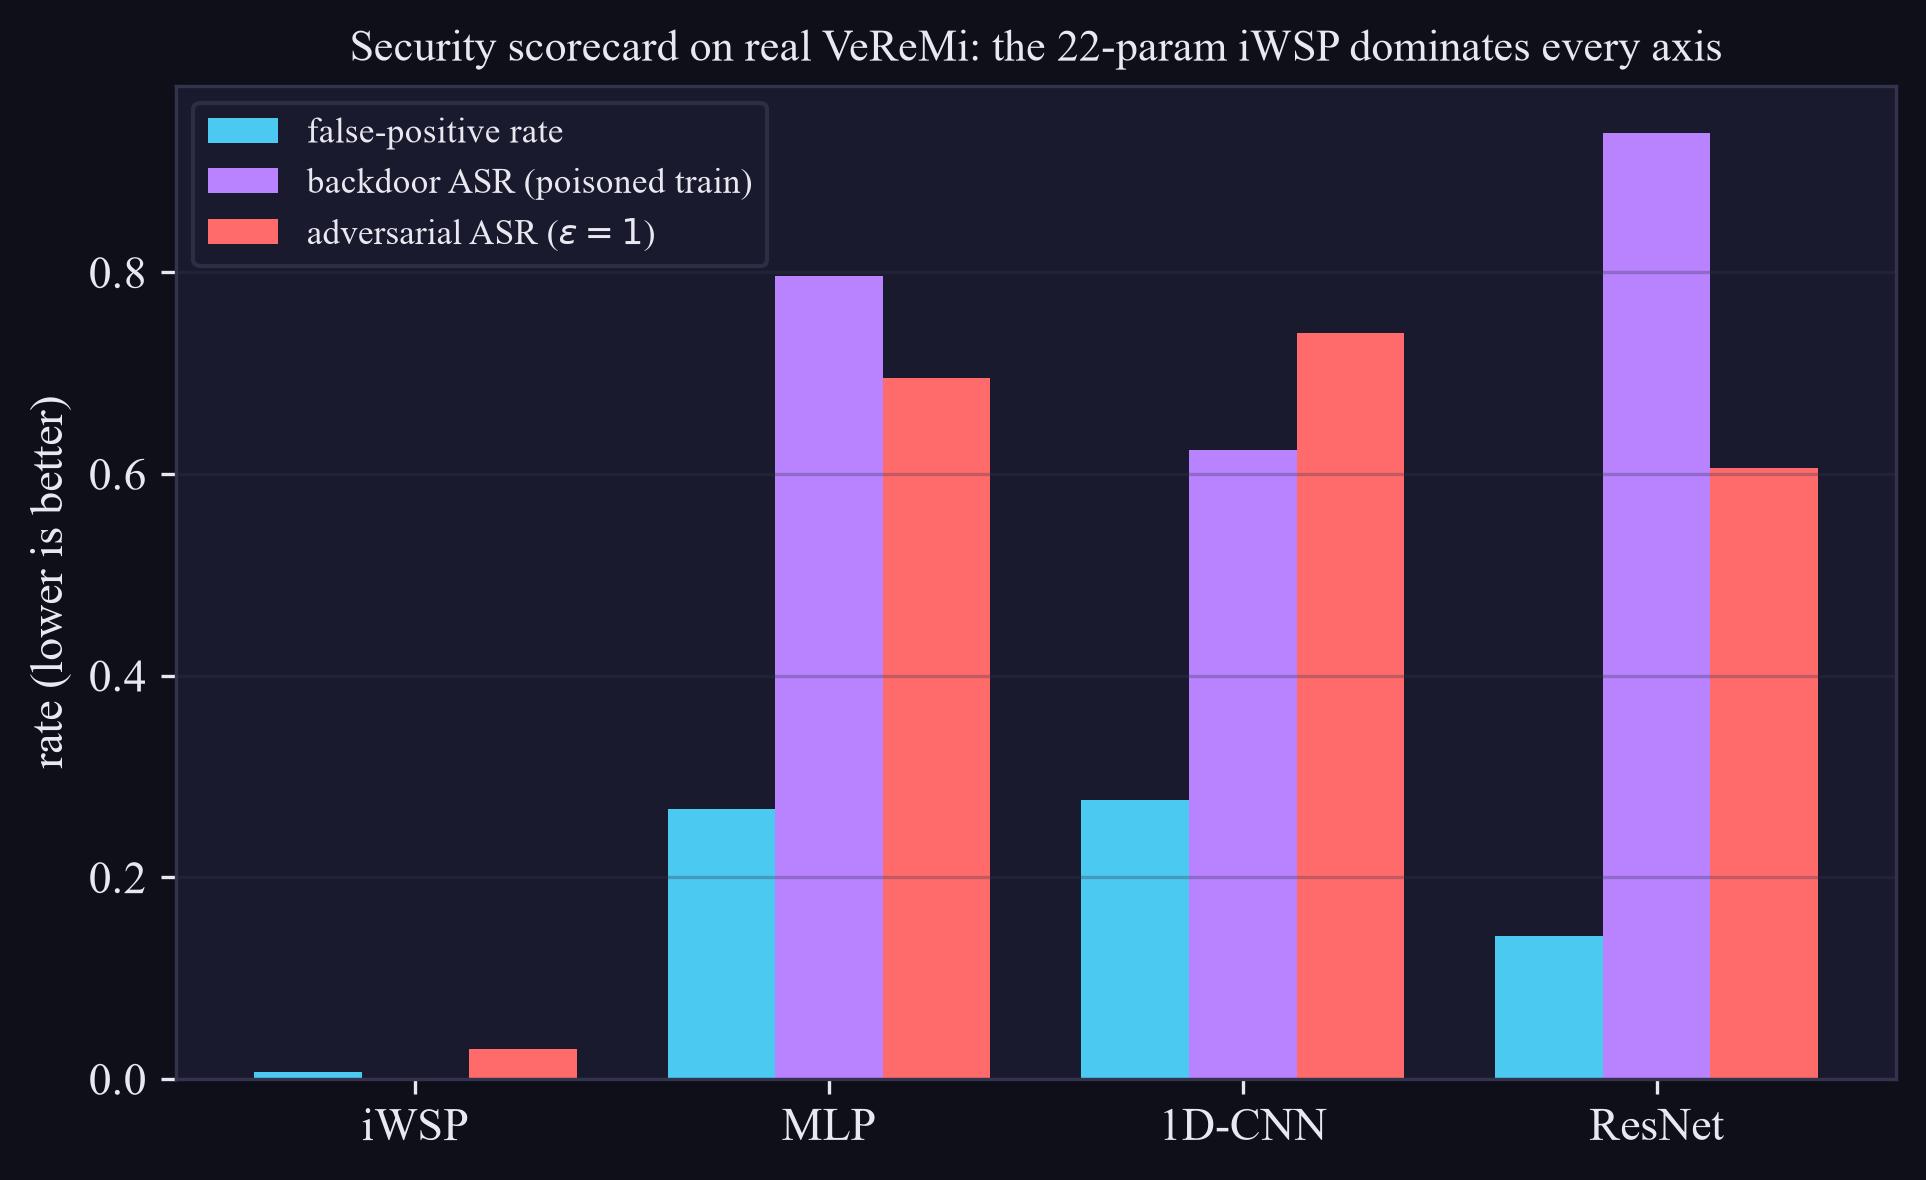 Security scorecard on real VeReMi: the 22-param iWSP dominates every axis
false-positive rate
backdoor ASR (poisoned train)
adversarial ASR (ε = 1)
rate (lower is better)
0.8
0.6
0.4
0.2
0.0
iWSP MLP 1D-CNN ResNet